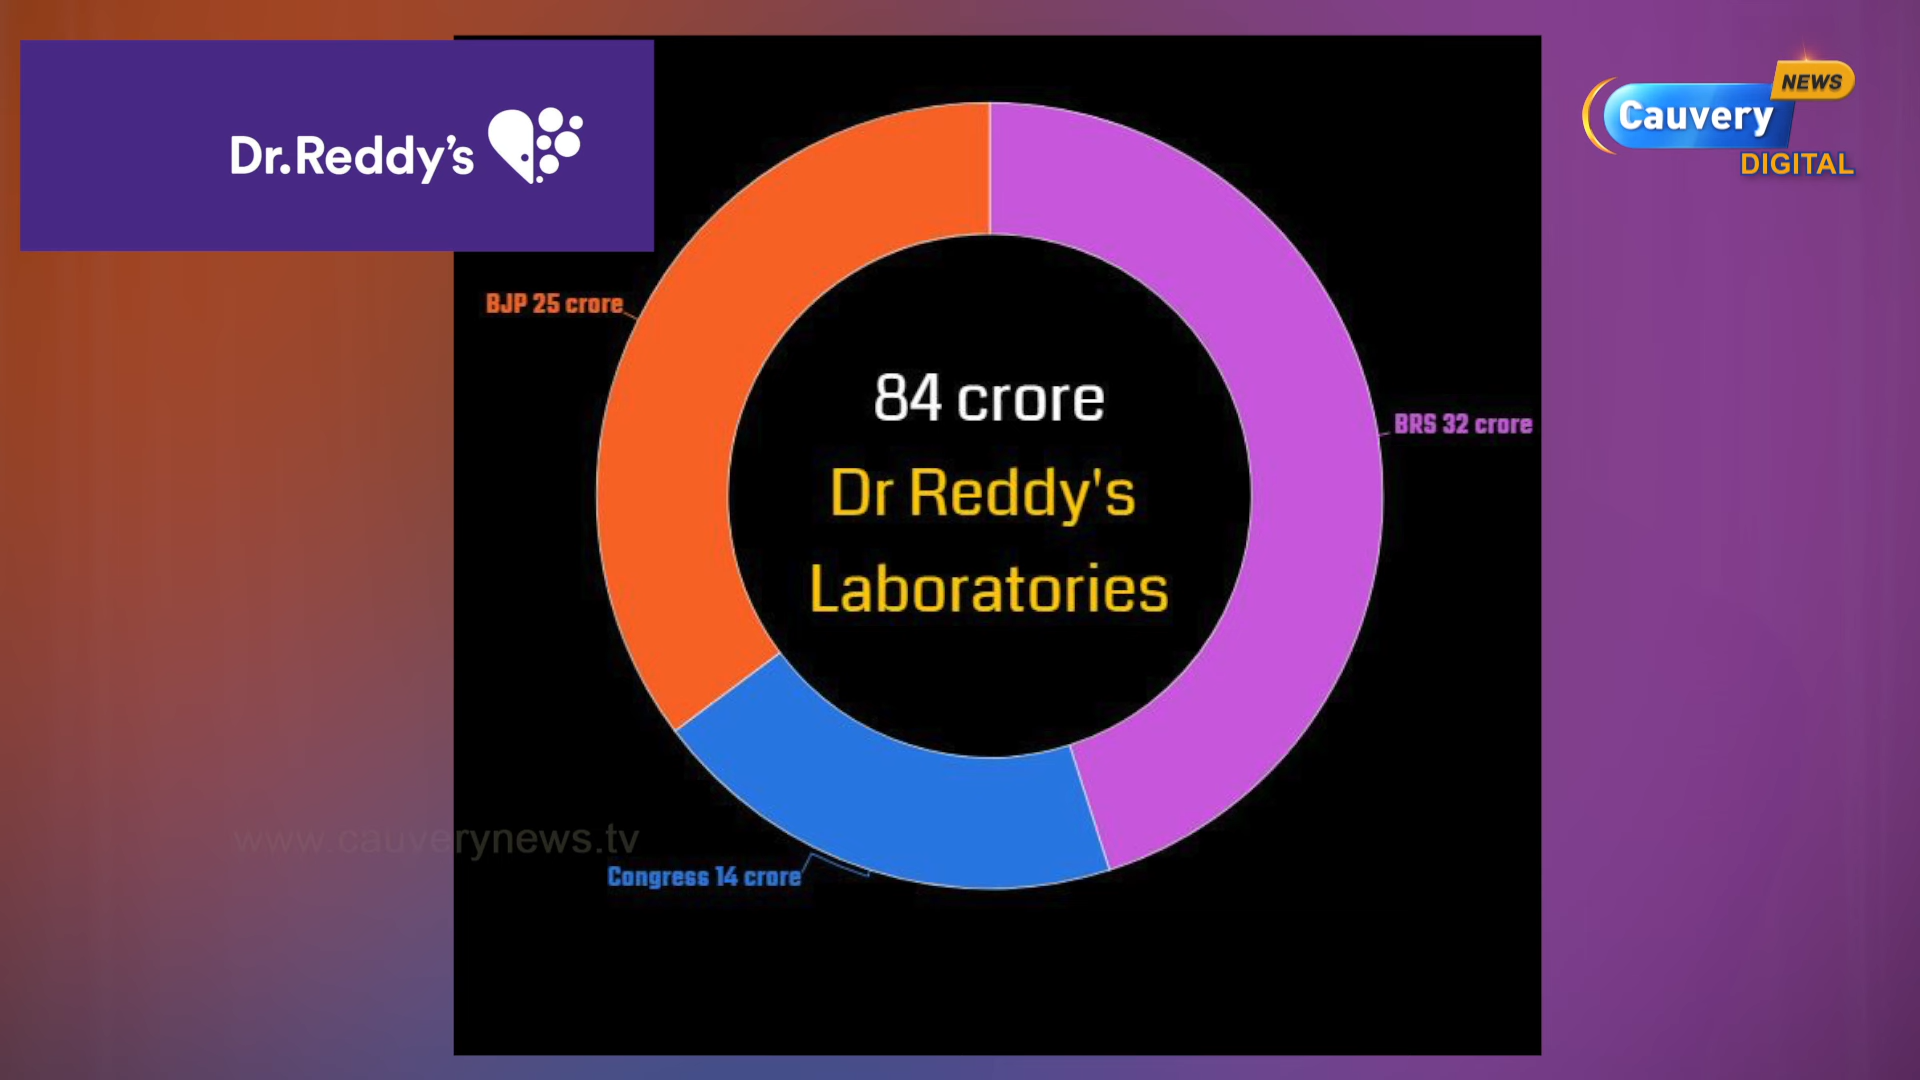 Dr.Reddy's
NEWS
Cauvery
DIGITAL
BJP 25 crore
84 crore
BRS 32 crore
Dr Reddy's
Laboratories
www.cauverynews.tv
Congress 14 crore